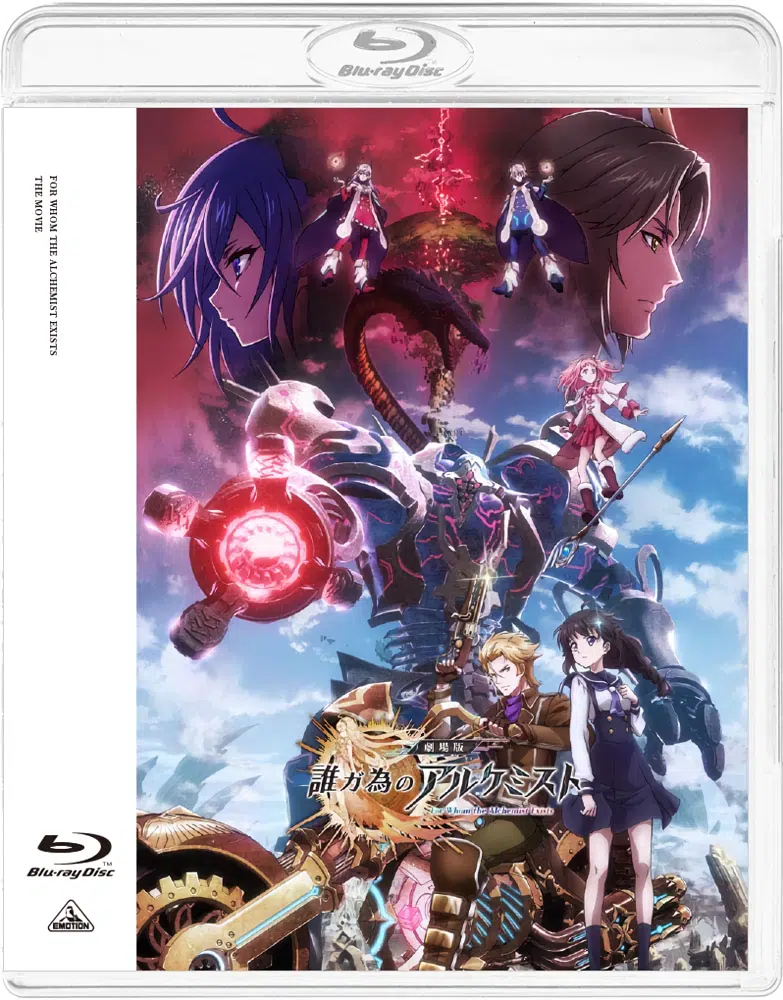 Blu-ray Disc
FOR WHOM THE ALCHEMIST EXISTS
THE MOVIE
劇場版
誰ガ為のアルケミスト
For Whom the Alchemist Exists
Blu-ray Disc™
EMOTION